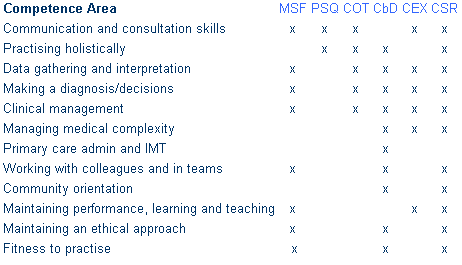 Competence Area MSF PSQ COT CbD CEX CSR
Communication and consultation skills x x x x x
Practising holistically x x x x
Data gathering and interpretation x x x x x
Making a diagnosis/decisions x x x x x
Clinical management x x x x x
Managing medical complexity x x x
Primary care admin and IMT x
Working with colleagues and in teams x x x
Community orientation x x
Maintaining performance, learning and teaching x x x
Maintaining an ethical approach x x x
Fitness to practise x x x